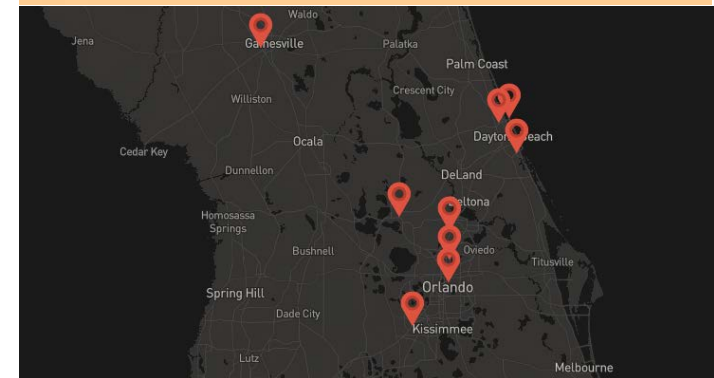 Waldo
Jena
Gainesville
Palatka
Palm Coast
Crescent City
Williston
Ocala
Cedar Key
DeLand
Dunnellon
Homosassa
Springs
Bushnell
Oviedo
Titusville
Spring Hill
Orlando
Dade City
Kissimmee
Lutz
Melbourne